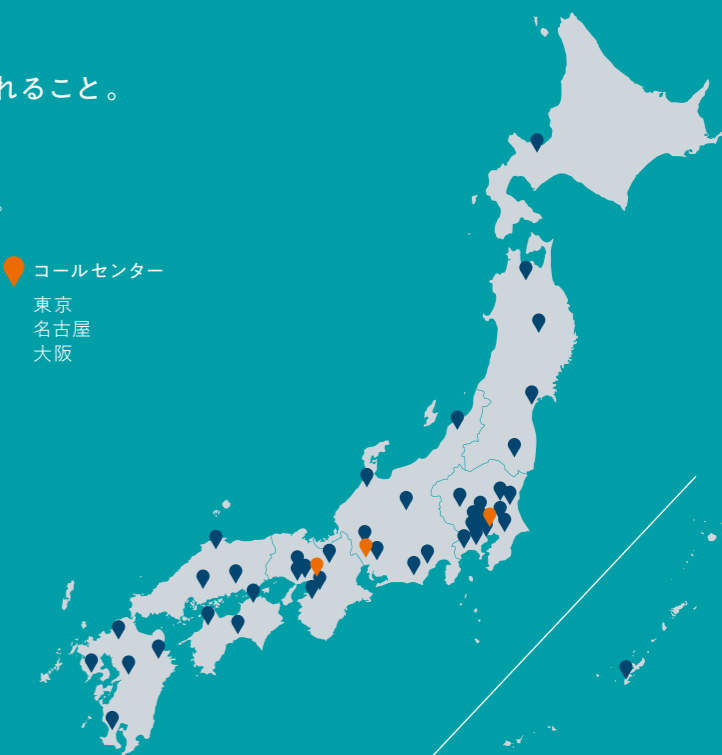 れること。
。
コールセンター
東京
名古屋
大阪